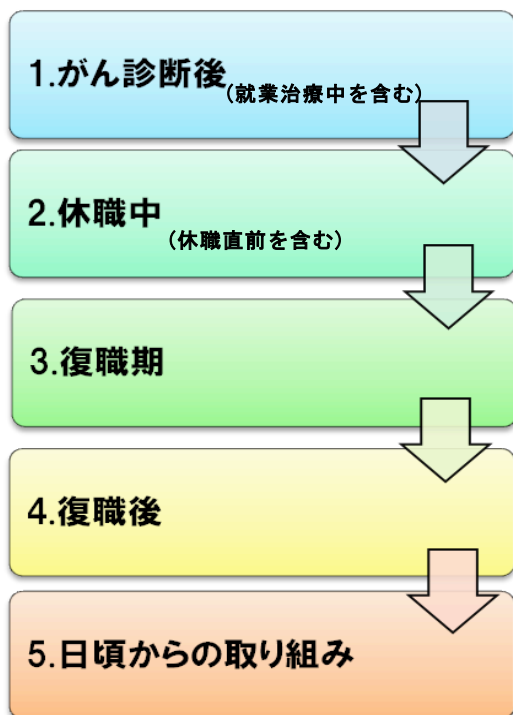 1.がん診断後(就業治療中を含む)
2.休職中
(休職直前を含む)
3.復職期
4.復職後
5.日頃からの取り組み